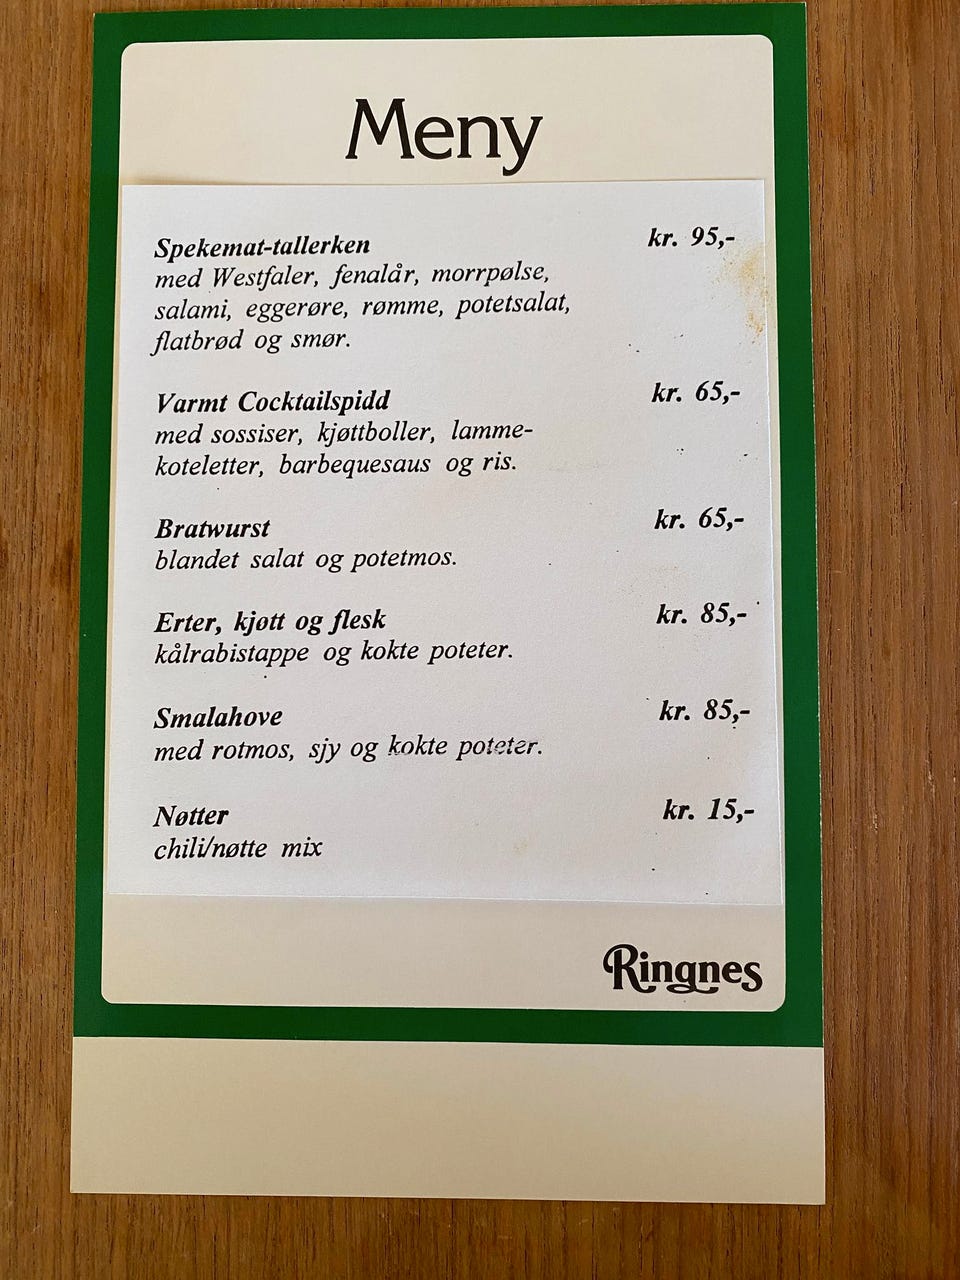 Meny
Spekemat-tallerken kr. 95,-
med Westfaler, fenalår, morrpølse,
salami, eggerøre, rømme, potetsalat,
flatbrød og smør.
Varmt Cocktailspidd kr. 65,-
med sossiser, kjøttboller, lamme-
koteletter, barbequesaus og ris.
Bratwurst kr. 65,-
blandet salat og potetmos.
Erter, kjøtt og flesk kr. 85,-
kålrabistappe og kokte poteter.
Smalahove kr. 85,-
med rotmos, sjy og kokte poteter.
Nøtter kr. 15,-
chili/nøtte mix
Ringnes